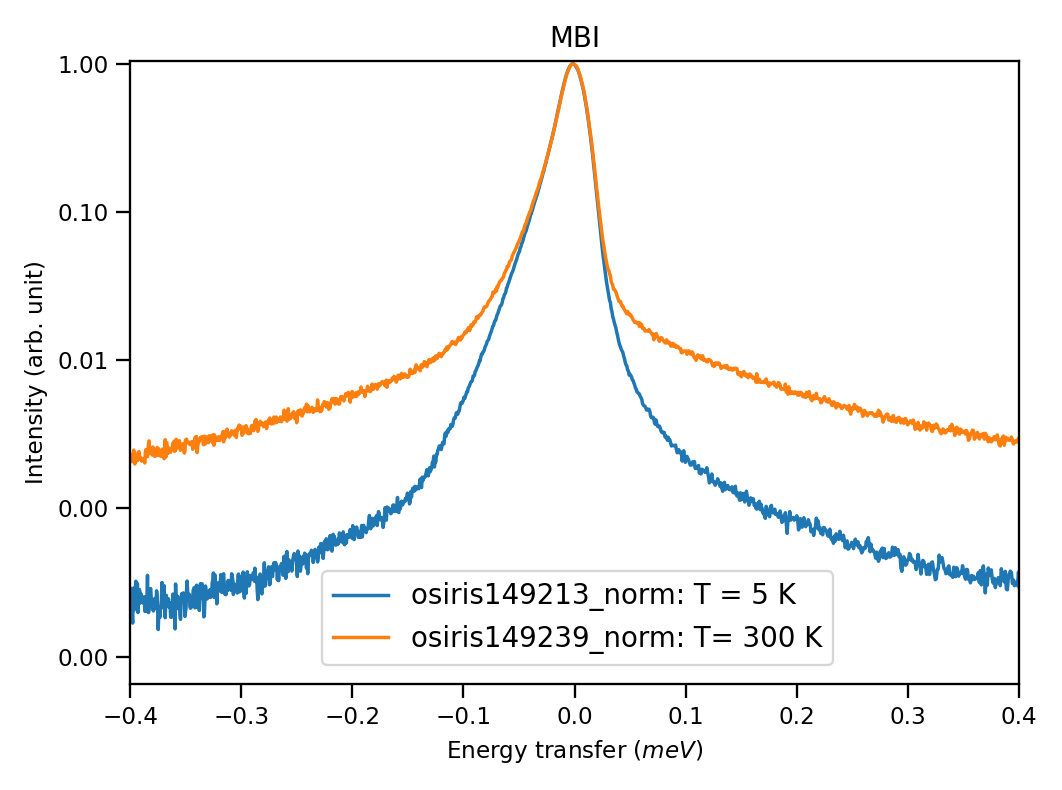 MBI
1.00
0.10
0.01
0.00
0.00
Intensity (arb. unit)
osiris149213_norm: T = 5 K
osiris149239_norm: T= 300 K
−0.4 −0.3 −0.2 −0.1 0.0 0.1 0.2 0.3 0.4
Energy transfer (meV)